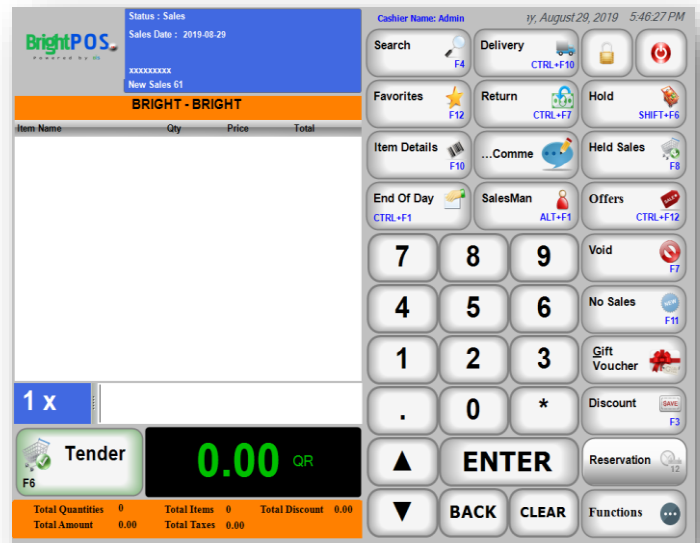 Status : Sales
Sales Date : 2019-08-29
BrightPOS
xxxxxxxxx
New Sales 61
BRIGHT - BRIGHT
Item Name Qty Price Total
1 x
Tender
F6
0.00 QR
Total Quantities 0 Total Items 0 Total Discount 0.00
Total Amount 0.00 Total Taxes 0.00
Cashier Name: Admin
ay, August 29, 2019 5:46:27 PM
Search
F4
Delivery
CTRL+F10
Favorites
F12
Return
CTRL+F7
Hold
SHIFT+F6
Item Details
F10
...Comme
Held Sales
F8
End Of Day
CTRL+F1
SalesMan
ALT+F1
Offers
SALE
CTRL+F12
7 8 9
Void
F7
4 5 6
No Sales
NEW
F11
1 2 3
Gift
Voucher
. 0 *
Discount
SAVE
F3
ENTER
Reservation
12
BACK CLEAR
Functions